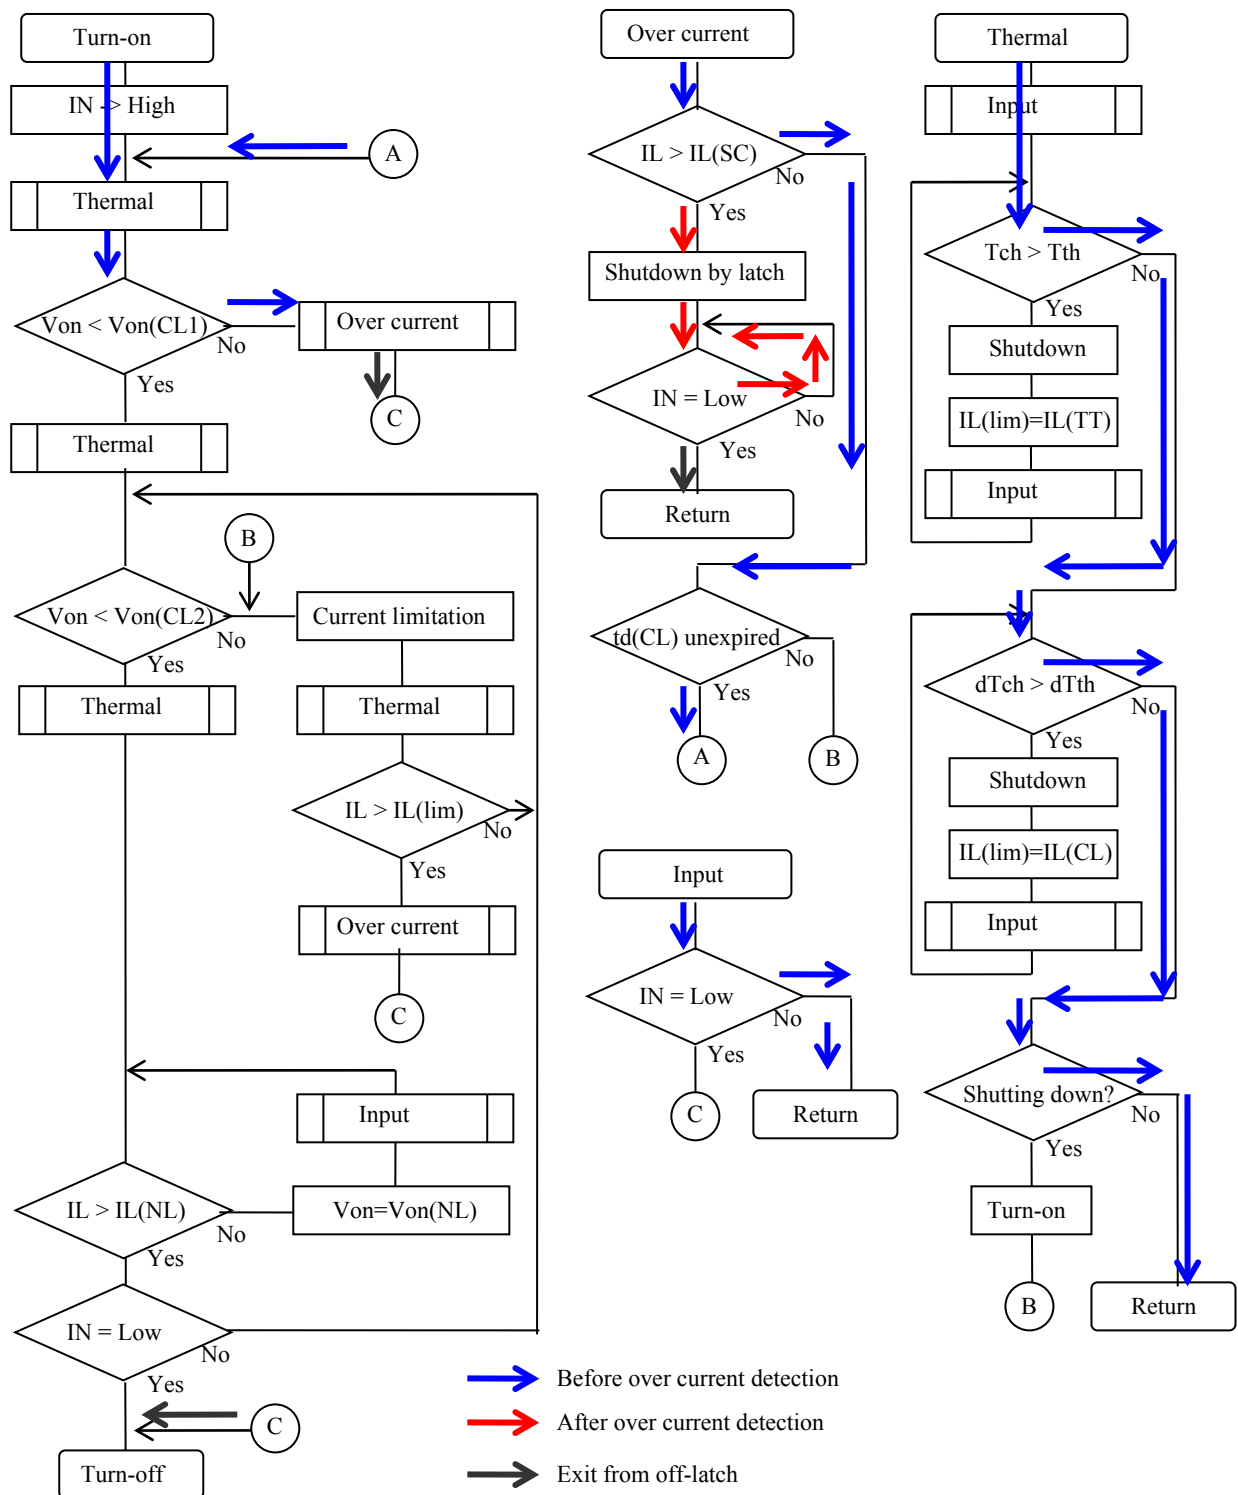 Turn-on
IN -> High
A
Thermal
Von < Von(CL1)
No
Yes
Over current
C
Thermal
B
Von < Von(CL2)
No
Yes
Current limitation
Thermal
Thermal
IL > IL(lim)
No
Yes
Over current
C
Input
IL > IL(NL)
No
Yes
Von=Von(NL)
IN = Low
No
Yes
C
Turn-off
Over current
IL > IL(SC)
No
Yes
Shutdown by latch
IN = Low
No
Yes
Return
td(CL) unexpired
No
Yes
A
B
Input
IN = Low
No
Yes
C
Return
Thermal
Input
Tch > Tth
No
Yes
Shutdown
IL(lim)=IL(TT)
Input
dTch > dTth
No
Yes
Shutdown
IL(lim)=IL(CL)
Input
Shutting down?
No
Yes
Turn-on
B
Return
Before over current detection
After over current detection
Exit from off-latch